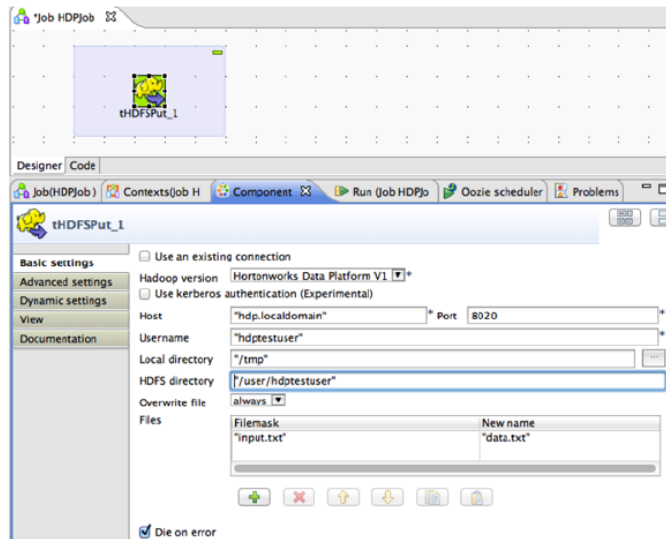 *Job HDPJob
tHDFSPut_1
Designer Code
Job(HDPJob) Contexts(Job H Component Run (Job HDPJo Oozie scheduler Problems
tHDFSPut_1
Basic settings
Advanced settings
Dynamic settings
View
Documentation
Use an existing connection
Hadoop version Hortonworks Data Platform V1 *
Use kerberos authentication (Experimental)
Host "hdp.localdomain" * Port 8020 *
Username "hdptestuser" *
Local directory "/tmp" ...
HDFS directory "/user/hdptestuser"
Overwrite file always
Files Filemask New name
"input.txt" "data.txt"
Die on error